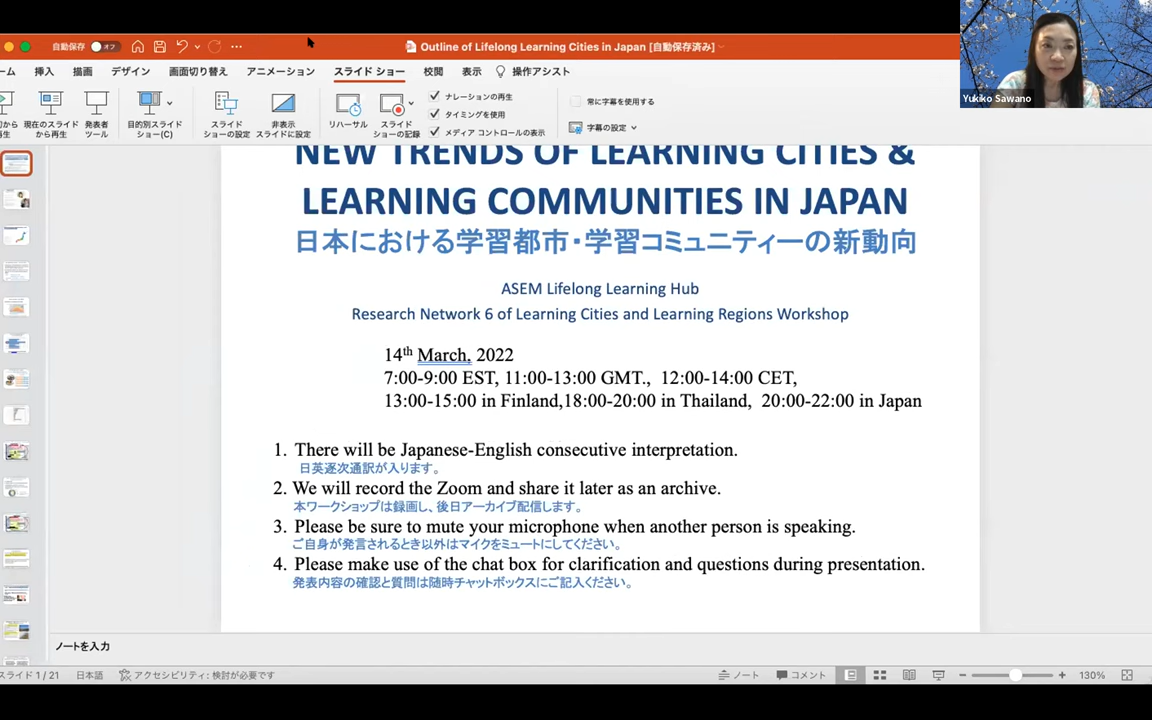 自動保存 オフ
Outline of Lifelong Learning Cities in Japan [自動保存済み]
ーム 挿入 描画 デザイン 画面切り替え アニメーション スライド ショー 校閲 表示 操作アシスト
現在のスライド
から再生
発表者
ツール
目的別スライド
ショー(C)
スライド
ショーの設定
非表示
スライドに設定
リハーサル
スライド
ショーの記録
ナレーションの再生
タイミングを使用
メディア コントロールの表示
常に字幕を使用する
字幕の設定
Yukiko Sawano
NEW TRENDS OF LEARNING CITIES &
LEARNING COMMUNITIES IN JAPAN
日本における学習都市・学習コミュニティーの新動向
ASEM Lifelong Learning Hub
Research Network 6 of Learning Cities and Learning Regions Workshop
14th March, 2022
7:00-9:00 EST, 11:00-13:00 GMT., 12:00-14:00 CET,
13:00-15:00 in Finland,18:00-20:00 in Thailand, 20:00-22:00 in Japan
1. There will be Japanese-English consecutive interpretation.
日英逐次通訳が入ります。
2. We will record the Zoom and share it later as an archive.
本ワークショップは録画し、後日アーカイブ配信します。
3. Please be sure to mute your microphone when another person is speaking.
ご自身が発言されるとき以外はマイクをミュートにしてください。
4. Please make use of the chat box for clarification and questions during presentation.
発表内容の確認と質問は随時チャットボックスにご記入ください。
ノートを入力
スライド 1 / 21 日本語 アクセシビリティ: 検討が必要です ノート コメント 130%